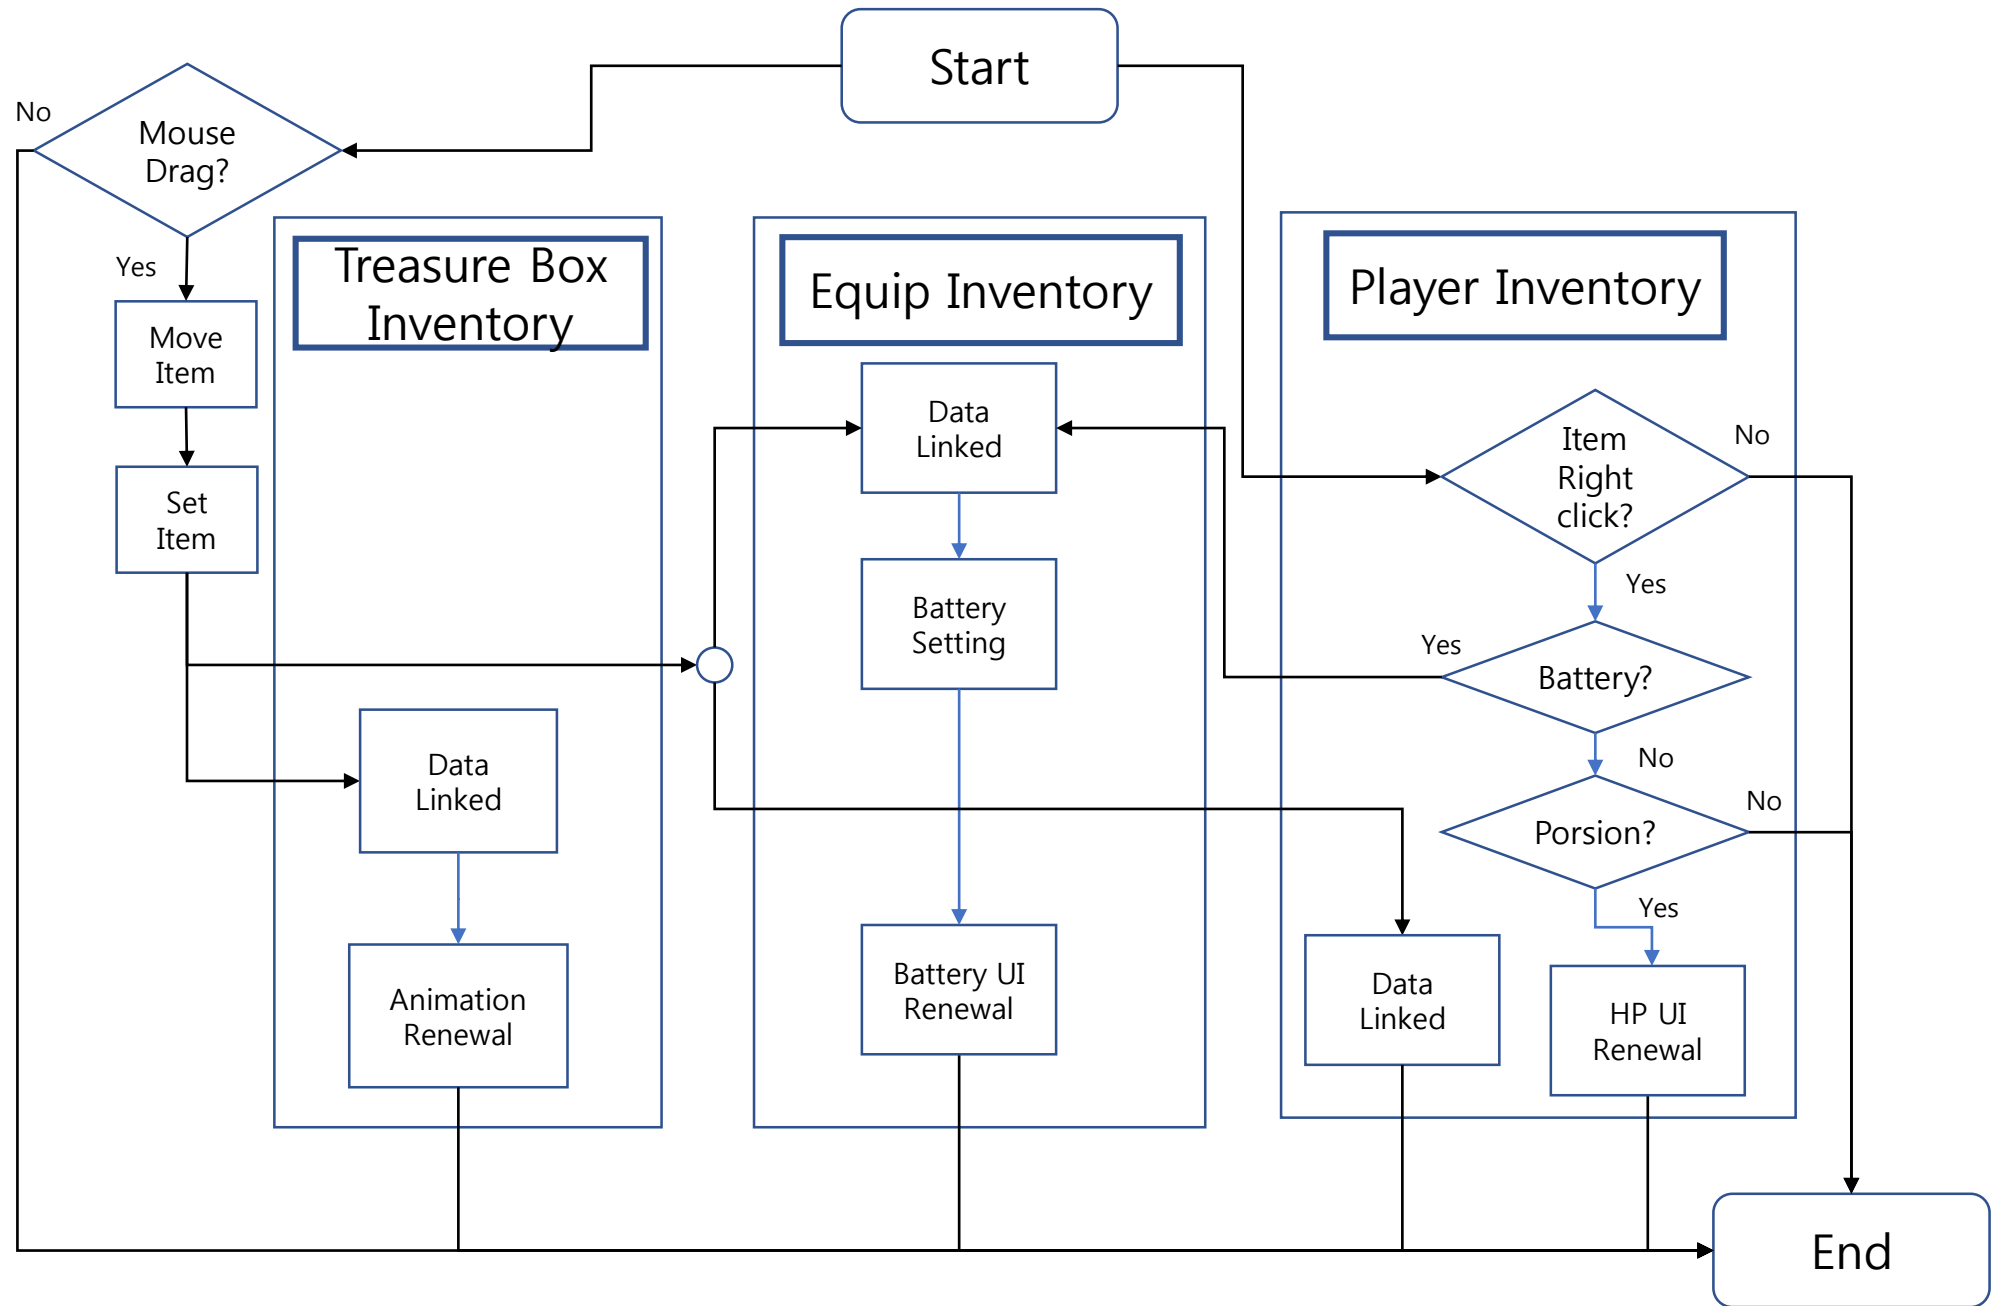 Start
No
Mouse
Drag?
Yes
Move
Item
Set
Item
Treasure Box
Inventory
Data
Linked
Animation
Renewal
Equip Inventory
Data
Linked
Battery
Setting
Battery UI
Renewal
Player Inventory
Item
Right
click?
No
Yes
Yes
Battery?
No
No
Porsion?
Yes
Data
Linked
HP UI
Renewal
End